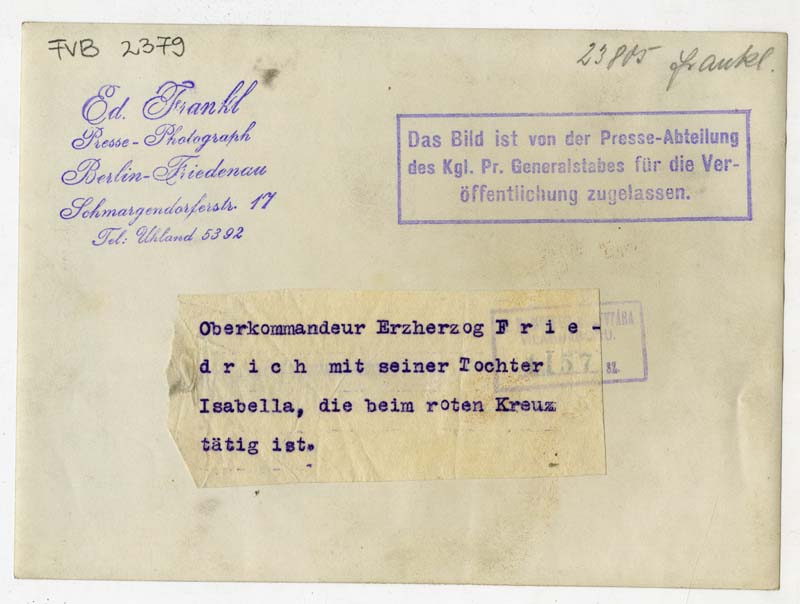 FVB 2379
23805 Frankl.
Ed. Frankl
Presse-Photograph
Berlin-Friedenau
Schmargendorferstr. 17
Tel: Uhland 5392
Das Bild ist von der Presse-Abteilung
des Kgl. Pr. Generalstabes für die Ver-
öffentlichung zugelassen.
Oberkommandeur Erzherzog F r i e -
d r i c h mit seiner Tochter
Isabella, die beim roten Kreuz
tätig ist.
157
sz.